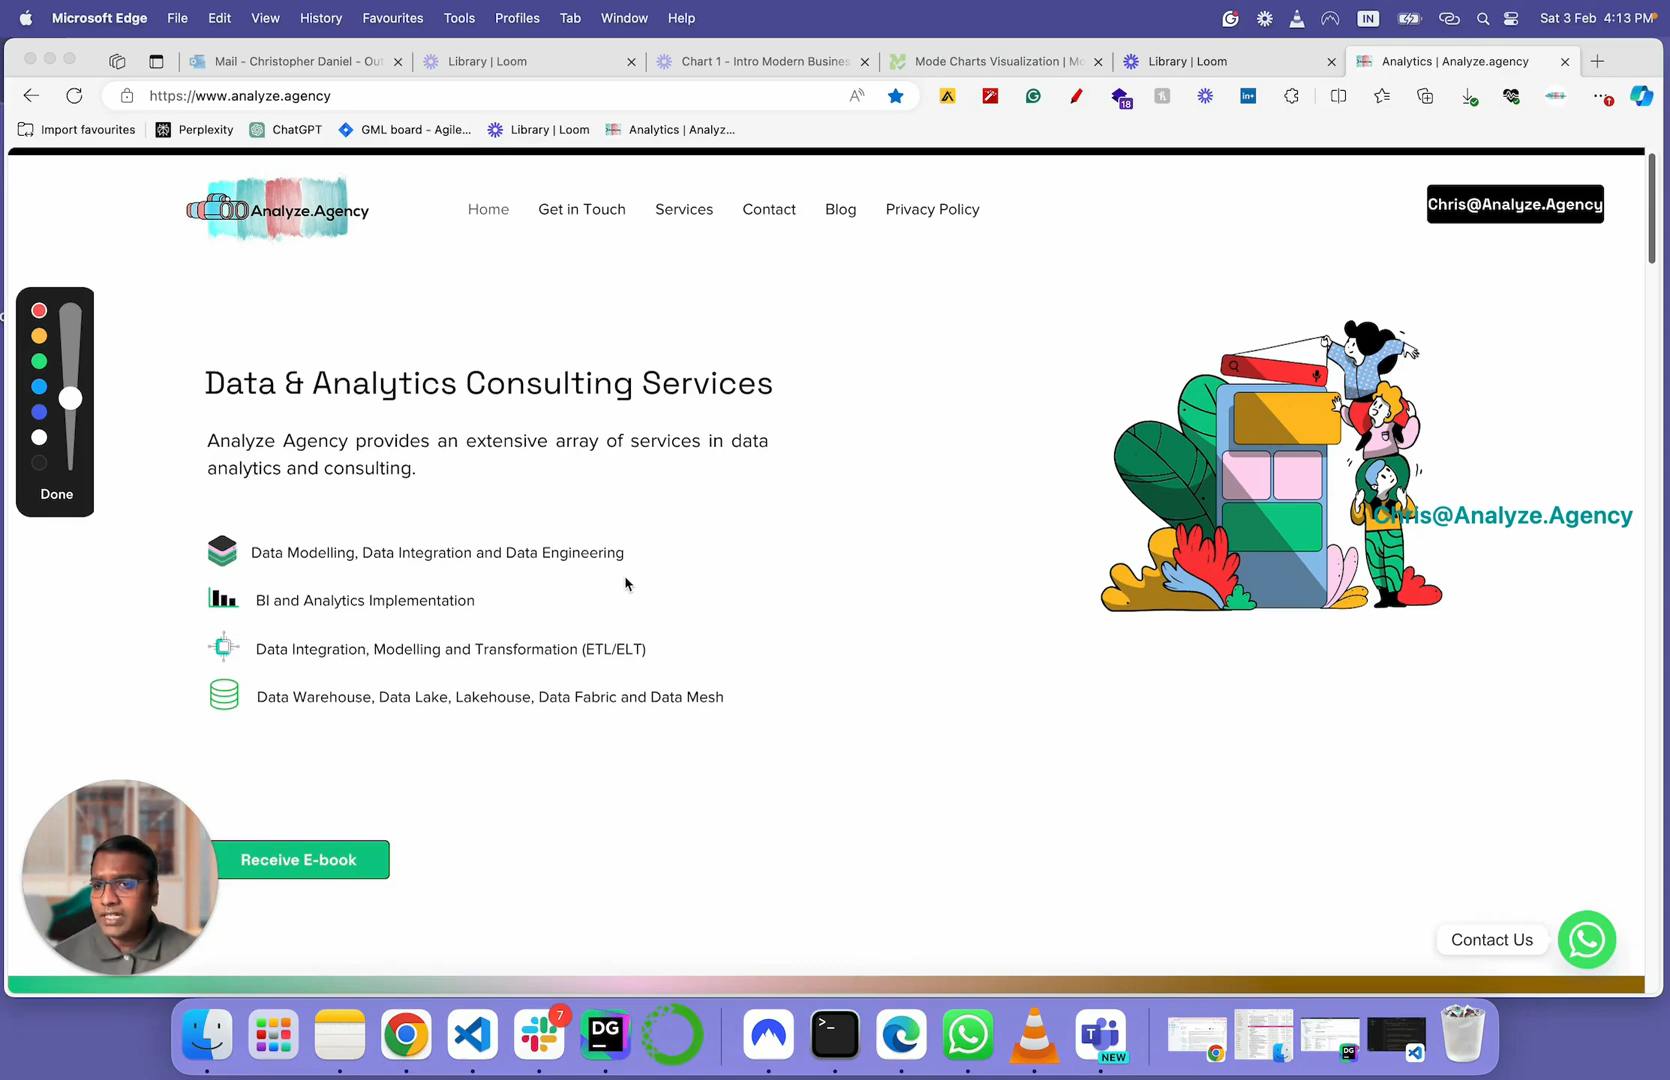 Microsoft Edge File Edit View History Favourites Tools Profiles Tab Window Help
IN
Sat 3 Feb 4:13 PM
Mail - Christopher Daniel - Out
Library | Loom
Chart 1 - Intro Modern Busines
Mode Charts Visualization | Mo
Library | Loom
Analytics | Analyze.agency
https://www.analyze.agency
18
in+
1
Import favourites
Perplexity
ChatGPT
GML board - Agile...
Library | Loom
Analytics | Analyz...
Analyze.Agency
Home
Get in Touch
Services
Contact
Blog
Privacy Policy
Chris@Analyze.Agency
Done
Data & Analytics Consulting Services
Analyze Agency provides an extensive array of services in data
analytics and consulting.
Chris@Analyze.Agency
Data Modelling, Data Integration and Data Engineering
BI and Analytics Implementation
Data Integration, Modelling and Transformation (ETL/ELT)
Data Warehouse, Data Lake, Lakehouse, Data Fabric and Data Mesh
Receive E-book
Contact Us
7
DG
NEW